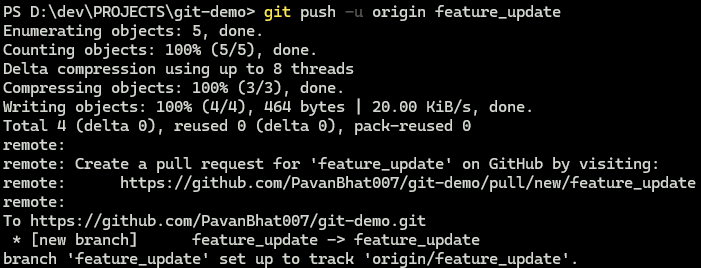 PS D:\dev\PROJECTS\git-demo> git push -u origin feature_update
Enumerating objects: 5, done.
Counting objects: 100% (5/5), done.
Delta compression using up to 8 threads
Compressing objects: 100% (3/3), done.
Writing objects: 100% (4/4), 464 bytes | 20.00 KiB/s, done.
Total 4 (delta 0), reused 0 (delta 0), pack-reused 0
remote:
remote: Create a pull request for 'feature_update' on GitHub by visiting:
remote:      https://github.com/PavanBhat007/git-demo/pull/new/feature_update
remote:
To https://github.com/PavanBhat007/git-demo.git
 * [new branch]      feature_update -> feature_update
branch 'feature_update' set up to track 'origin/feature_update'.